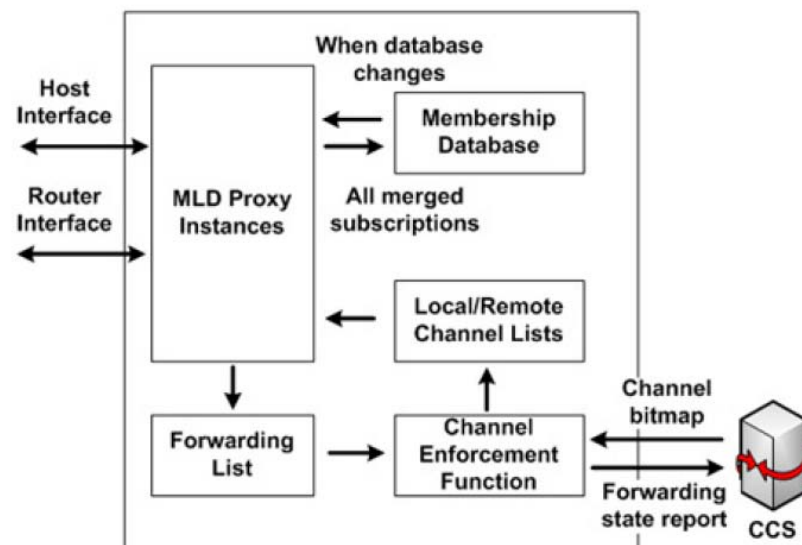 When database
changes
Host
Interface
Membership
Database
Router
Interface
MLD Proxy
Instances
All merged
subscriptions
Local/Remote
Channel Lists
Channel
bitmap
Forwarding
List
Channel
Enforcement
Function
Forwarding
state report
CCS